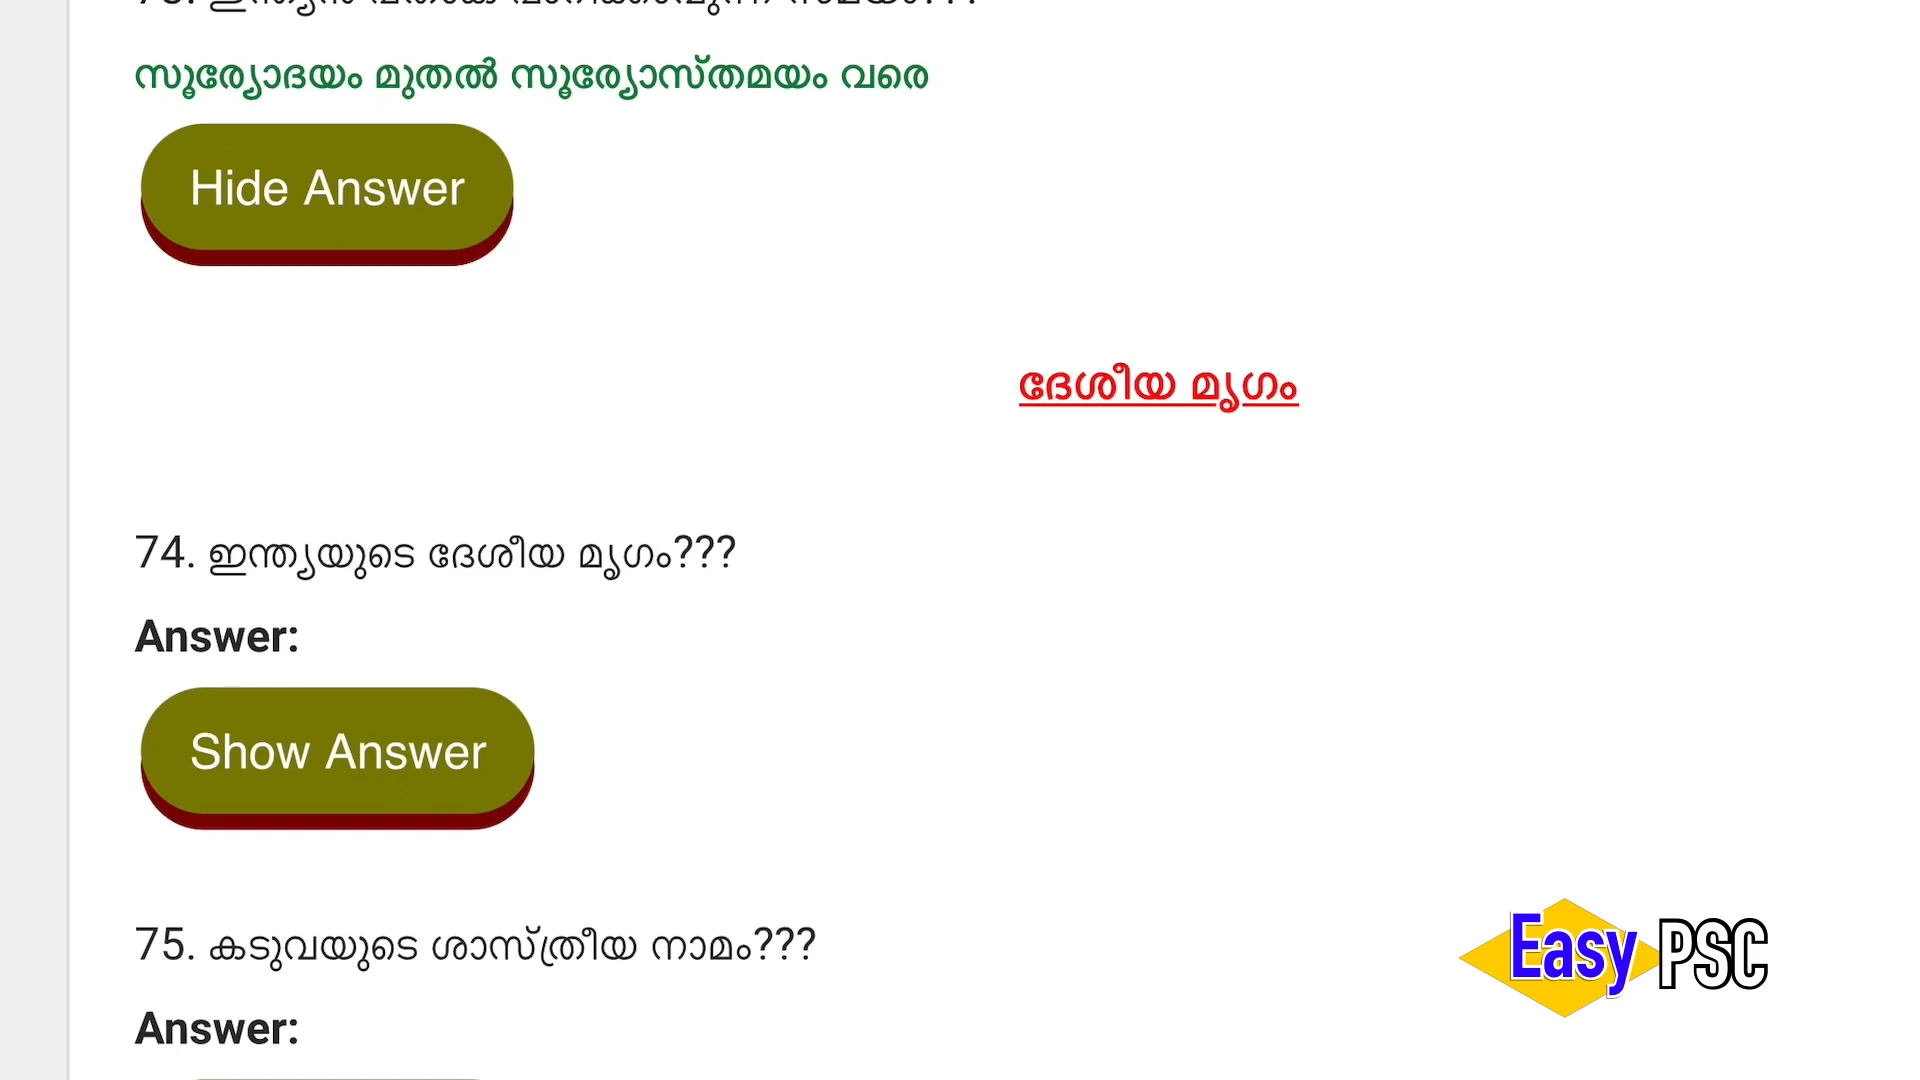 സൂര്യോദയം മുതൽ സൂര്യോസ്തമയം വരെ
Hide Answer
ദേശീയ മൃഗം
74. ഇന്ത്യയുടെ ദേശീയ മൃഗം???
Answer:
Show Answer
75. കടുവയുടെ ശാസ്ത്രീയ നാമം???
Easy PSC
Answer: